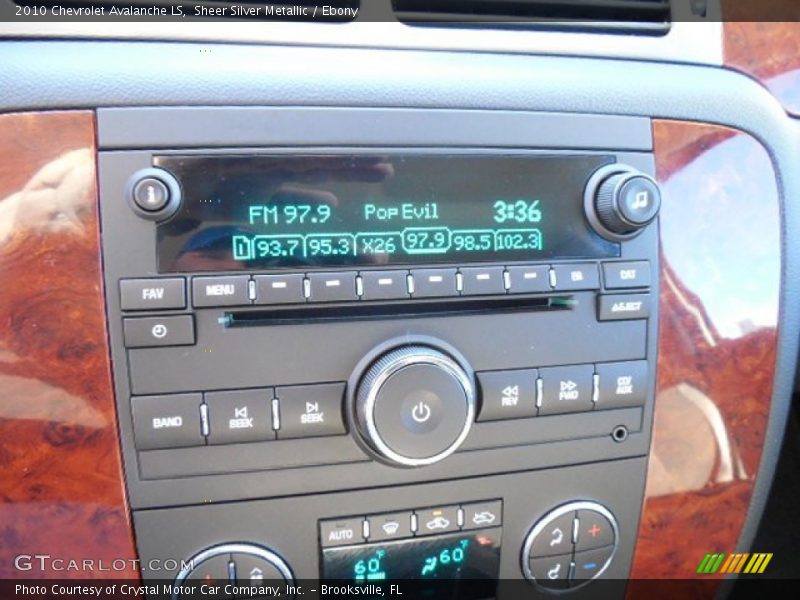 2010 Chevrolet Avalanche LS, Sheer Silver Metallic / Ebony
i
FM 97.9 Pop Evil 3:36
1 93.7 95.3 X26 97.9 98.5 102.3
FAV MENU CAT
EJECT
BAND SEEK SEEK REV FWD CD/AUX
AUTO
60°F 60°F
GTCARLOT.COM
Photo Courtesy of Crystal Motor Car Company, Inc. - Brooksville, FL